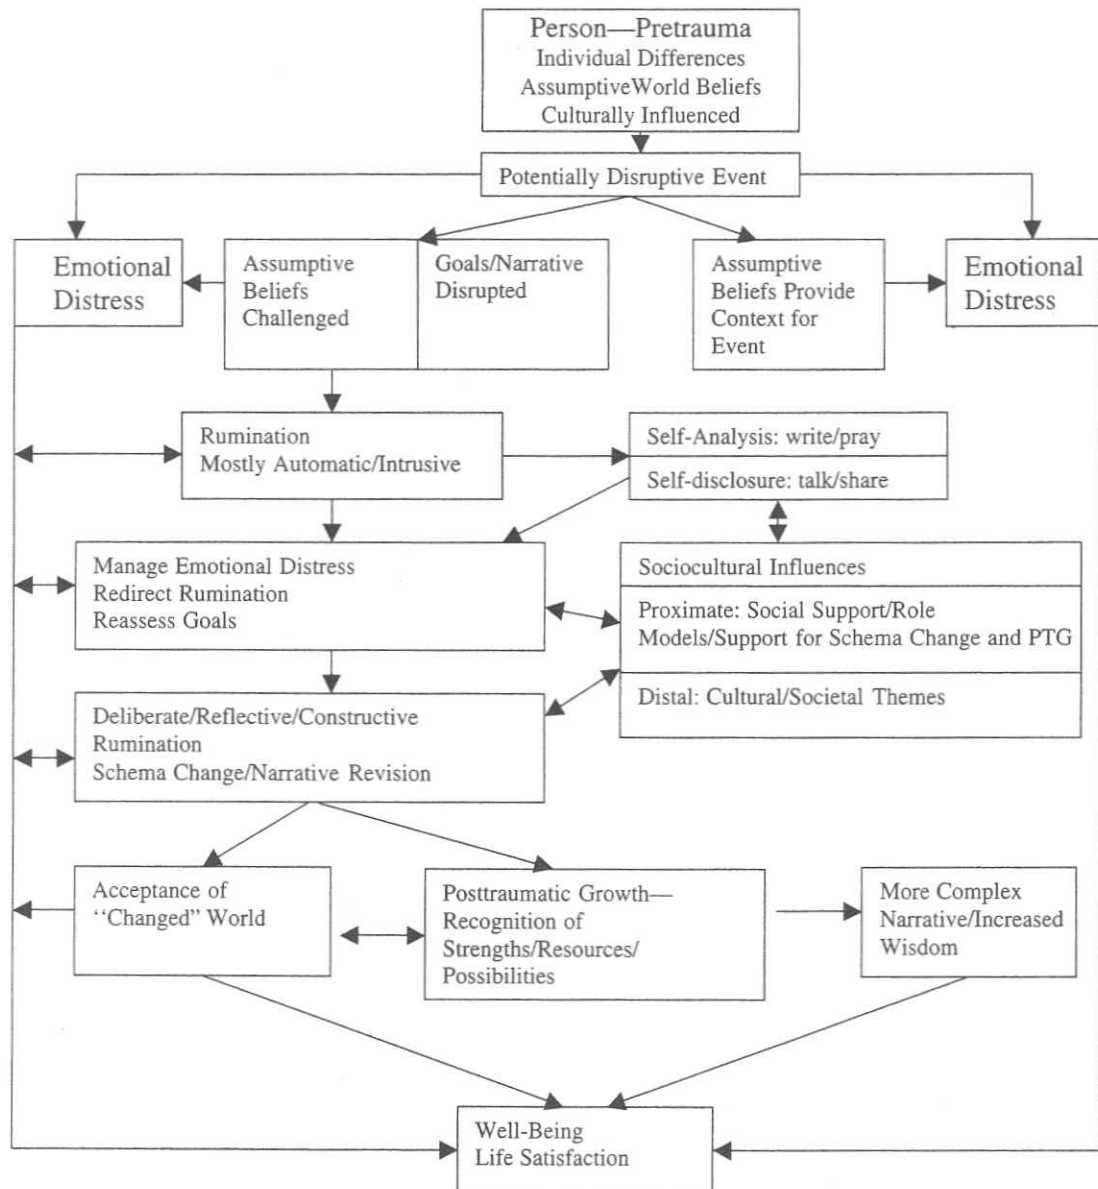 Person—Pretrauma
Individual Differences
AssumptiveWorld Beliefs
Culturally Influenced
Potentially Disruptive Event
Emotional
Distress
Assumptive
Beliefs
Challenged
Goals/Narrative
Disrupted
Assumptive
Beliefs Provide
Context for
Event
Emotional
Distress
Rumination
Mostly Automatic/Intrusive
Self-Analysis: write/pray
Self-disclosure: talk/share
Manage Emotional Distress
Redirect Rumination
Reassess Goals
Sociocultural Influences
Proximate: Social Support/Role
Models/Support for Schema Change and PTG
Distal: Cultural/Societal Themes
Deliberate/Reflective/Constructive
Rumination
Schema Change/Narrative Revision
Acceptance of
‘‘Changed” World
Posttraumatic Growth—
Recognition of
Strengths/Resources/
Possibilities
More Complex
Narrative/Increased
Wisdom
Well-Being
Life Satisfaction